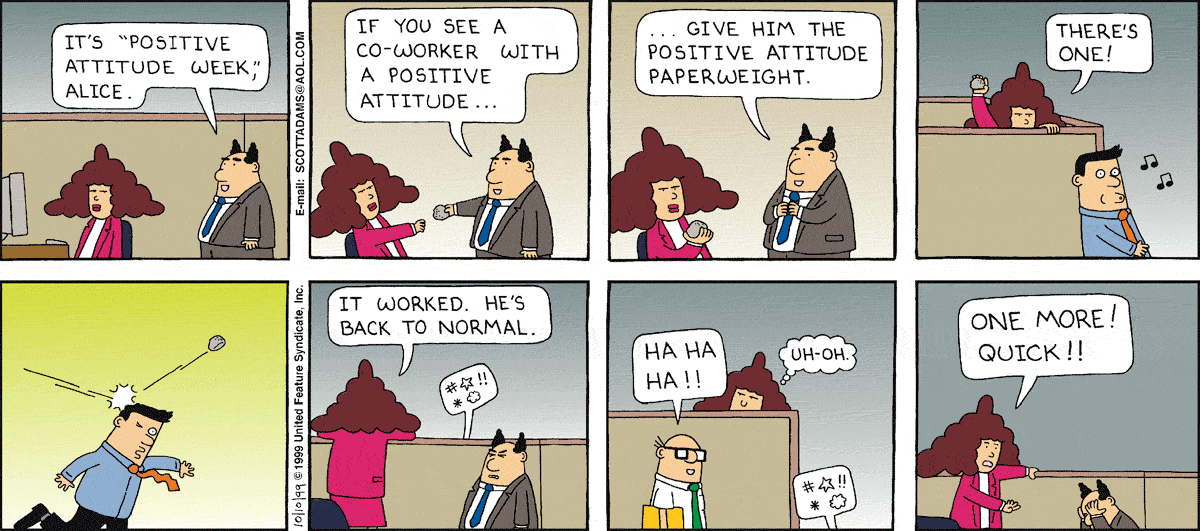 IT'S "POSITIVE
ATTITUDE WEEK,"
ALICE.
E-mail: SCOTTADAMS@AOL.COM
IF YOU SEE A
CO-WORKER WITH
A POSITIVE
ATTITUDE...
... GIVE HIM THE
POSITIVE ATTITUDE
PAPERWEIGHT.
THERE'S
ONE!
10/10/99 © 1999 United Feature Syndicate, Inc.
IT WORKED. HE'S
BACK TO NORMAL.
#☆!!
*
HA HA
HA!!
UH-OH.
#☆!!
*
ONE MORE!
QUICK!!